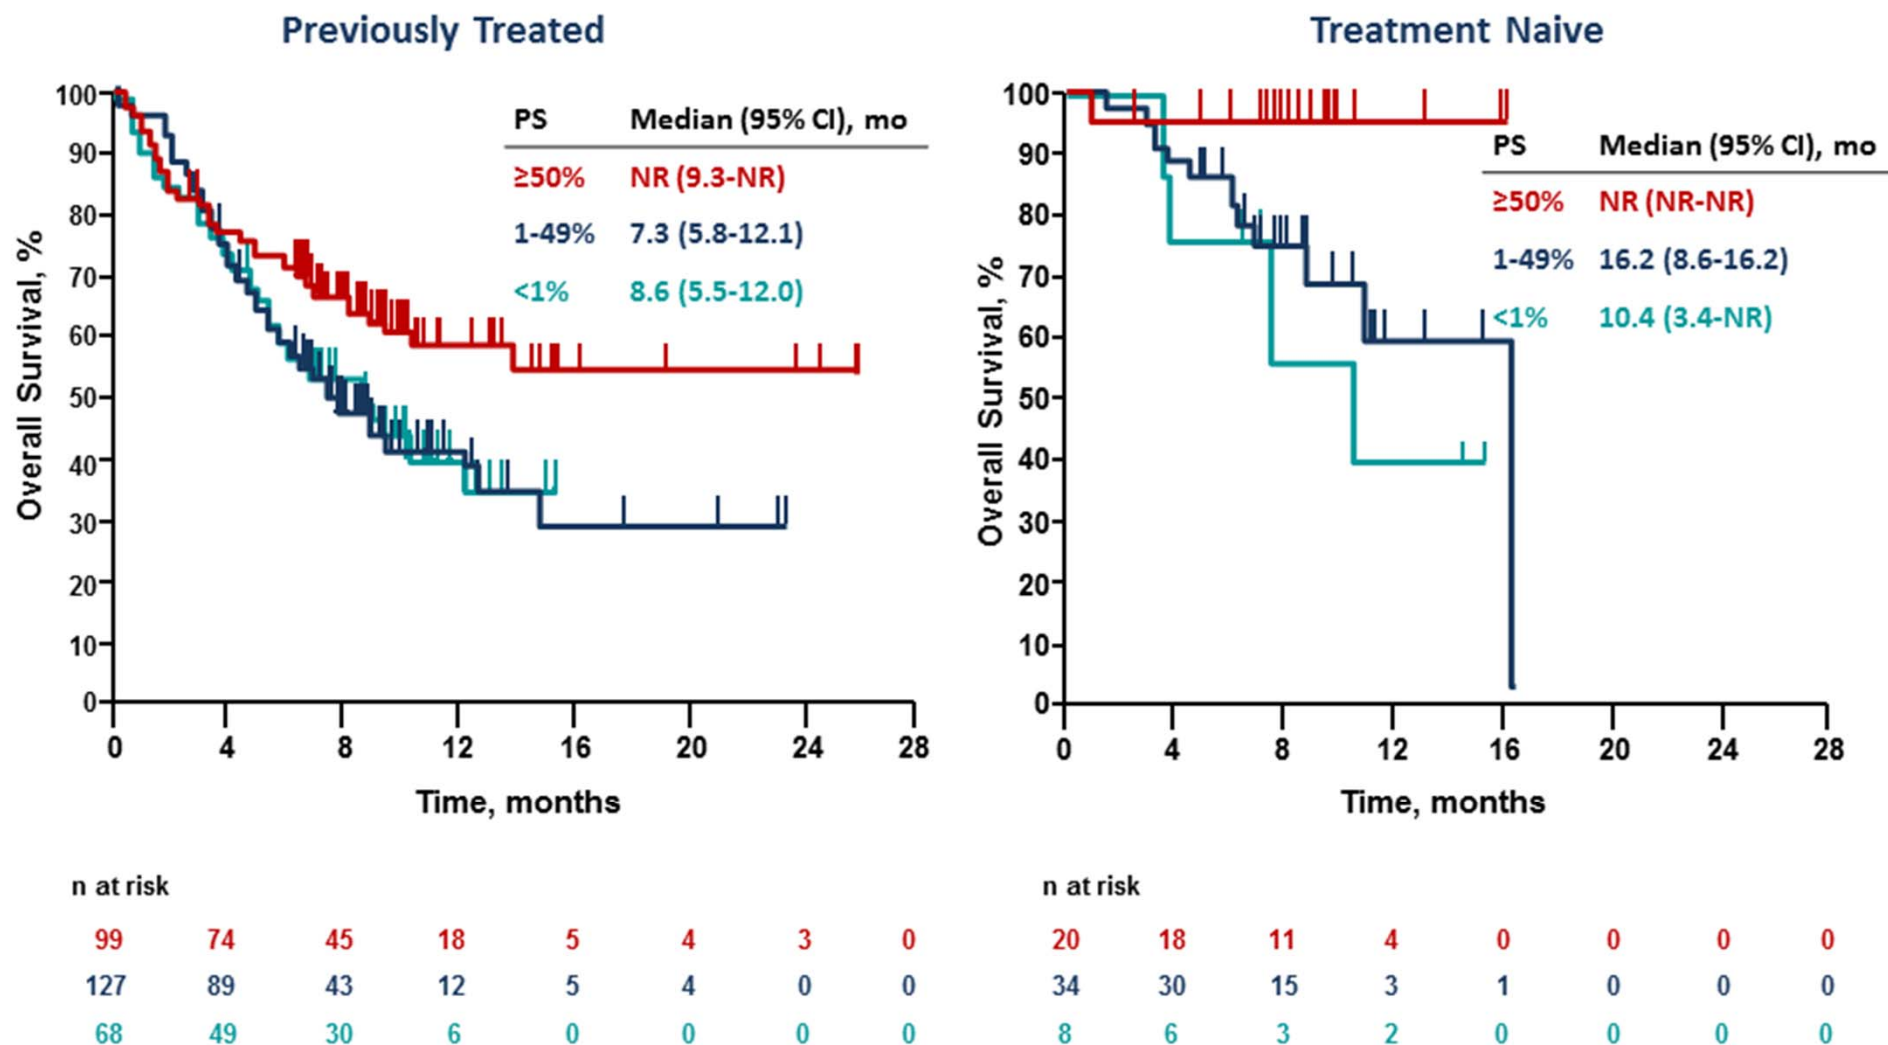 Previously Treated
Overall Survival, %
100
90
80
70
60
50
40
30
20
10
0
0 4 8 12 16 20 24 28
Time, months
PS Median (95% CI), mo
≥50% NR (9.3-NR)
1-49% 7.3 (5.8-12.1)
<1% 8.6 (5.5-12.0)
n at risk
99 74 45 18 5 4 3 0
127 89 43 12 5 4 0 0
68 49 30 6 0 0 0 0
Treatment Naive
Overall Survival, %
100
90
80
70
60
50
40
30
20
10
0
0 4 8 12 16 20 24 28
Time, months
PS Median (95% CI), mo
≥50% NR (NR-NR)
1-49% 16.2 (8.6-16.2)
<1% 10.4 (3.4-NR)
n at risk
20 18 11 4 0 0 0 0
34 30 15 3 1 0 0 0
8 6 3 2 0 0 0 0